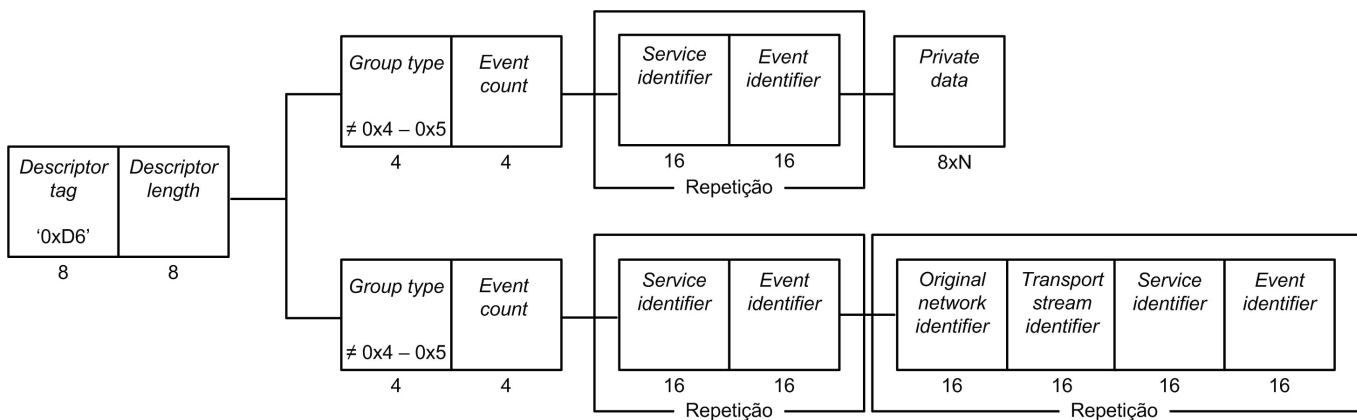 Group type
Event
count
≠ 0x4 – 0x5
4
4
Service
identifier
Event
identifier
16
16
Repetição
Private
data
8xN
Descriptor
tag
‘0xD6’
8
Descriptor
length
8
Group type
Event
count
≠ 0x4 – 0x5
4
4
Service
identifier
Event
identifier
16
16
Repetição
Original
network
identifier
Transport
stream
identifier
Service
identifier
Event
identifier
16
16
16
16
Repetição